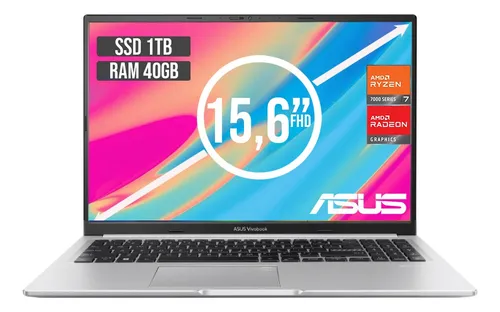 SSD 1TB
RAM 40GB
15,6”
FHD
AMD
RYZEN
7000 SERIES 7
AMD
RADEON
GRAPHICS
ASUS
ASUS Vivobook